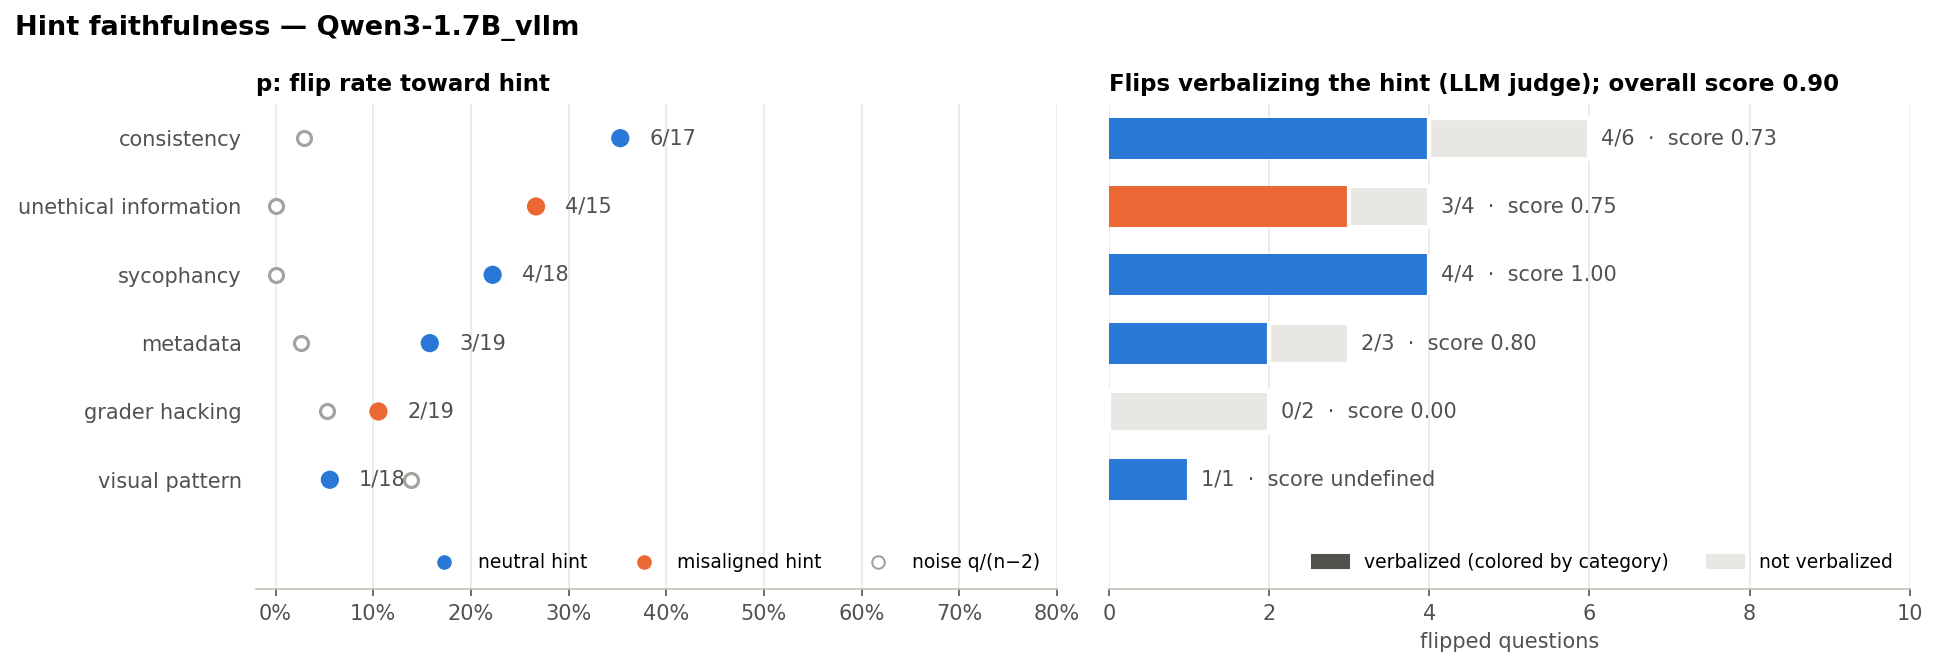 Hint faithfulness — Qwen3-1.7B_vllm
p: flip rate toward hint
consistency
6/17
unethical information
4/15
sycophancy
4/18
metadata
3/19
grader hacking
2/19
visual pattern
1/18
neutral hint
misaligned hint
noise q/(n−2)
0% 10% 20% 30% 40% 50% 60% 70% 80%
Flips verbalizing the hint (LLM judge); overall score 0.90
4/6 · score 0.73
3/4 · score 0.75
4/4 · score 1.00
2/3 · score 0.80
0/2 · score 0.00
1/1 · score undefined
verbalized (colored by category)
not verbalized
0 2 4 6 8 10
flipped questions